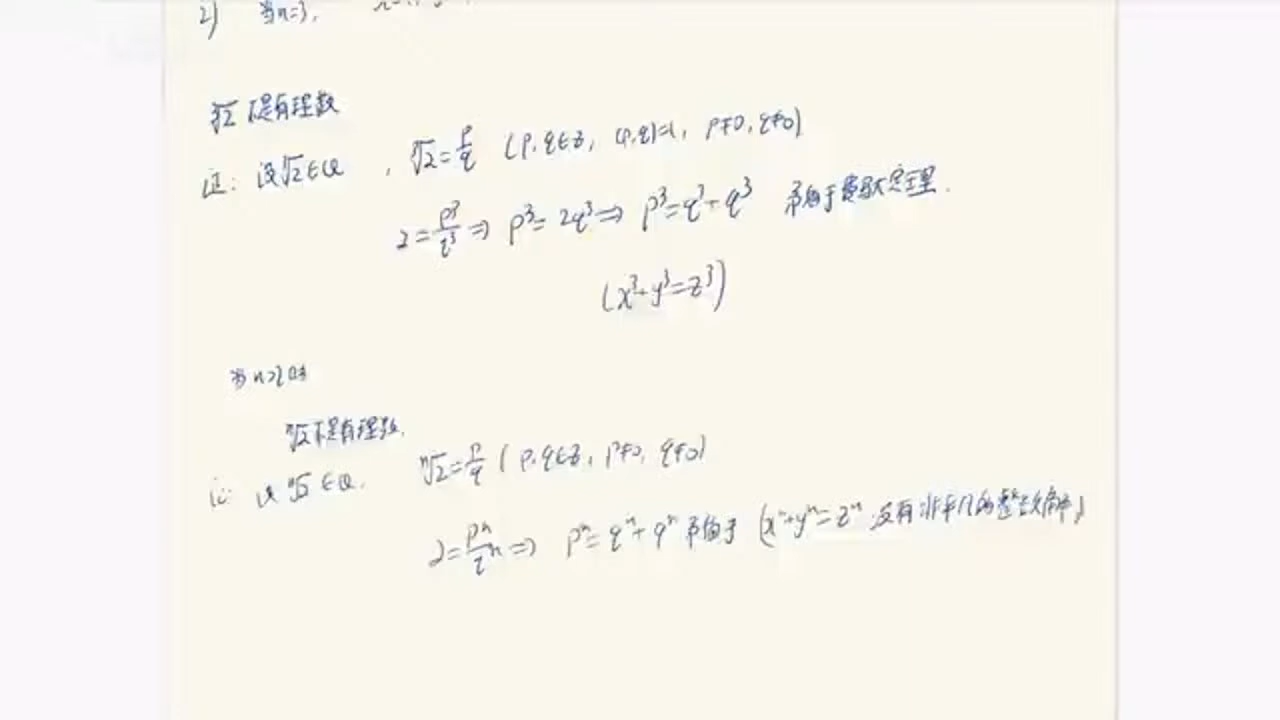 2) 当n=3,
∛2 不是有理数
证: 设∛2∈Q , ∛2=p/q (p,q∈Z, (p,q)=1, p≠0, q≠0)
2=p³/q³ ⇒ p³=2q³ ⇒ p³=q³+q³ 矛盾于费马大定理.
(x³+y³=z³)
当n>2时
ⁿ√2不是有理数.
证: 设ⁿ√2∈Q, ⁿ√2=p/q (p,q∈Z, p≠0, q≠0)
2=pⁿ/qⁿ ⇒ pⁿ=qⁿ+qⁿ 矛盾于 (xⁿ+yⁿ=zⁿ 没有非平凡的整数解)